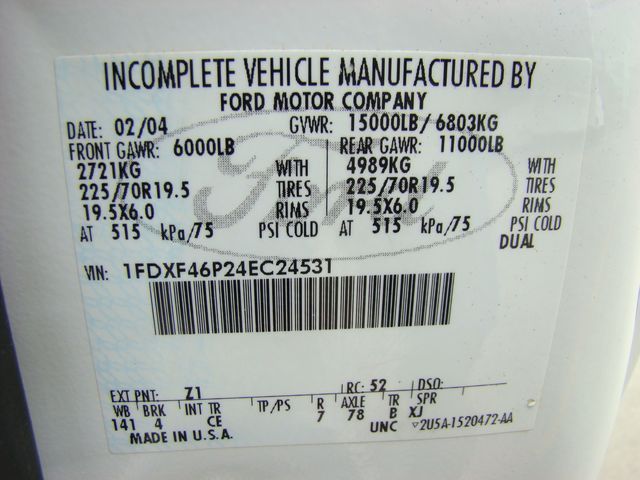 INCOMPLETE VEHICLE MANUFACTURED BY
FORD MOTOR COMPANY
DATE: 02/04 GVWR: 15000LB/ 6803KG
FRONT GAWR: 6000LB REAR GAWR: 11000LB
2721KG WITH 4989KG WITH
225/70R19.5 TIRES 225/70R19.5 TIRES
19.5X6.0 RIMS 19.5X6.0 RIMS
AT 515 kPa/75 PSI COLD AT 515 kPa/75 PSI COLD
DUAL
Ford
VIN: 1FDXF46P24EC24531
EXT PNT: Z1 RC: 52 DSO:
WB BRK INT TR TP/PS R AXLE TR SPR
141 4 CE 7 78 B XJ
MADE IN U.S.A. UNC ▽2U5A-1520472-AA